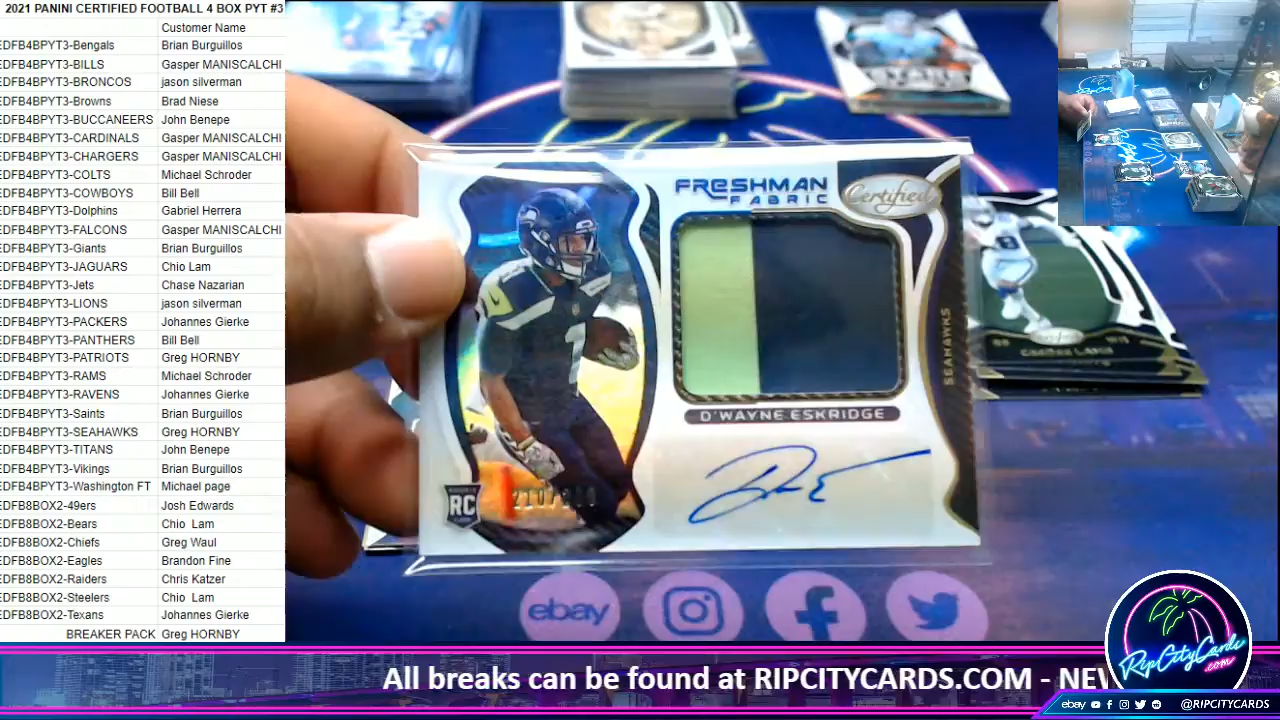 2021 PANINI CERTIFIED FOOTBALL 4 BOX PYT #3
Customer Name
EDFB4BPYT3-Bengals Brian Burguillos
EDFB4BPYT3-BILLS Gasper MANISCALCHI
EDFB4BPYT3-BRONCOS jason silverman
EDFB4BPYT3-Browns Brad Niese
EDFB4BPYT3-BUCCANEERS John Benepe
EDFB4BPYT3-CARDINALS Gasper MANISCALCHI
EDFB4BPYT3-CHARGERS Gasper MANISCALCHI
EDFB4BPYT3-COLTS Michael Schroder
EDFB4BPYT3-COWBOYS Bill Bell
EDFB4BPYT3-Dolphins Gabriel Herrera
EDFB4BPYT3-FALCONS Gasper MANISCALCHI
EDFB4BPYT3-Giants Brian Burguillos
EDFB4BPYT3-JAGUARS Chio Lam
EDFB4BPYT3-Jets Chase Nazarian
EDFB4BPYT3-LIONS jason silverman
EDFB4BPYT3-PACKERS Johannes Gierke
EDFB4BPYT3-PANTHERS Bill Bell
EDFB4BPYT3-PATRIOTS Greg HORNBY
EDFB4BPYT3-RAMS Michael Schroder
EDFB4BPYT3-RAVENS Johannes Gierke
EDFB4BPYT3-Saints Brian Burguillos
EDFB4BPYT3-SEAHAWKS Greg HORNBY
EDFB4BPYT3-TITANS John Benepe
EDFB4BPYT3-Vikings Brian Burguillos
EDFB4BPYT3-Washington FT Michael page
EDFB8BOX2-49ers Josh Edwards
EDFB8BOX2-Bears Chio Lam
EDFB8BOX2-Chiefs Greg Waul
EDFB8BOX2-Eagles Brandon Fine
EDFB8BOX2-Raiders Chris Katzer
EDFB8BOX2-Steelers Chio Lam
EDFB8BOX2-Texans Johannes Gierke
BREAKER PACK Greg HORNBY
FRESHMAN
FABRIC
Certified
SEAHAWKS
D'WAYNE ESKRIDGE
1
RC
ebay
All breaks can be found at RIPCITYCARDS.COM - NEW
RipCityCards
.com
ebay @RIPCITYCARDS